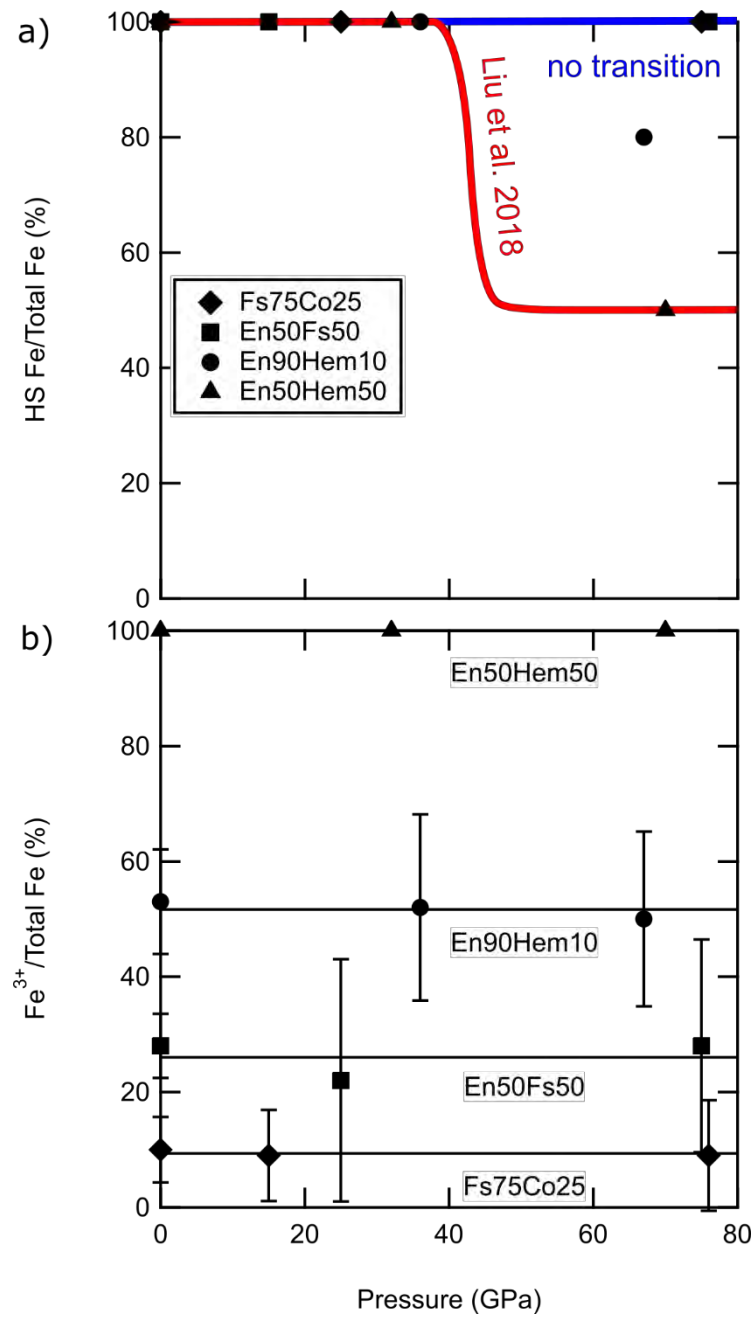 a)
100
80
60
40
20
0
HS Fe/Total Fe (%)
no transition
Liu et al. 2018
Fs75Co25
En50Fs50
En90Hem10
En50Hem50
b)
100
80
60
40
20
0
Fe3+/Total Fe (%)
En50Hem50
En90Hem10
En50Fs50
Fs75Co25
0 20 40 60 80
Pressure (GPa)